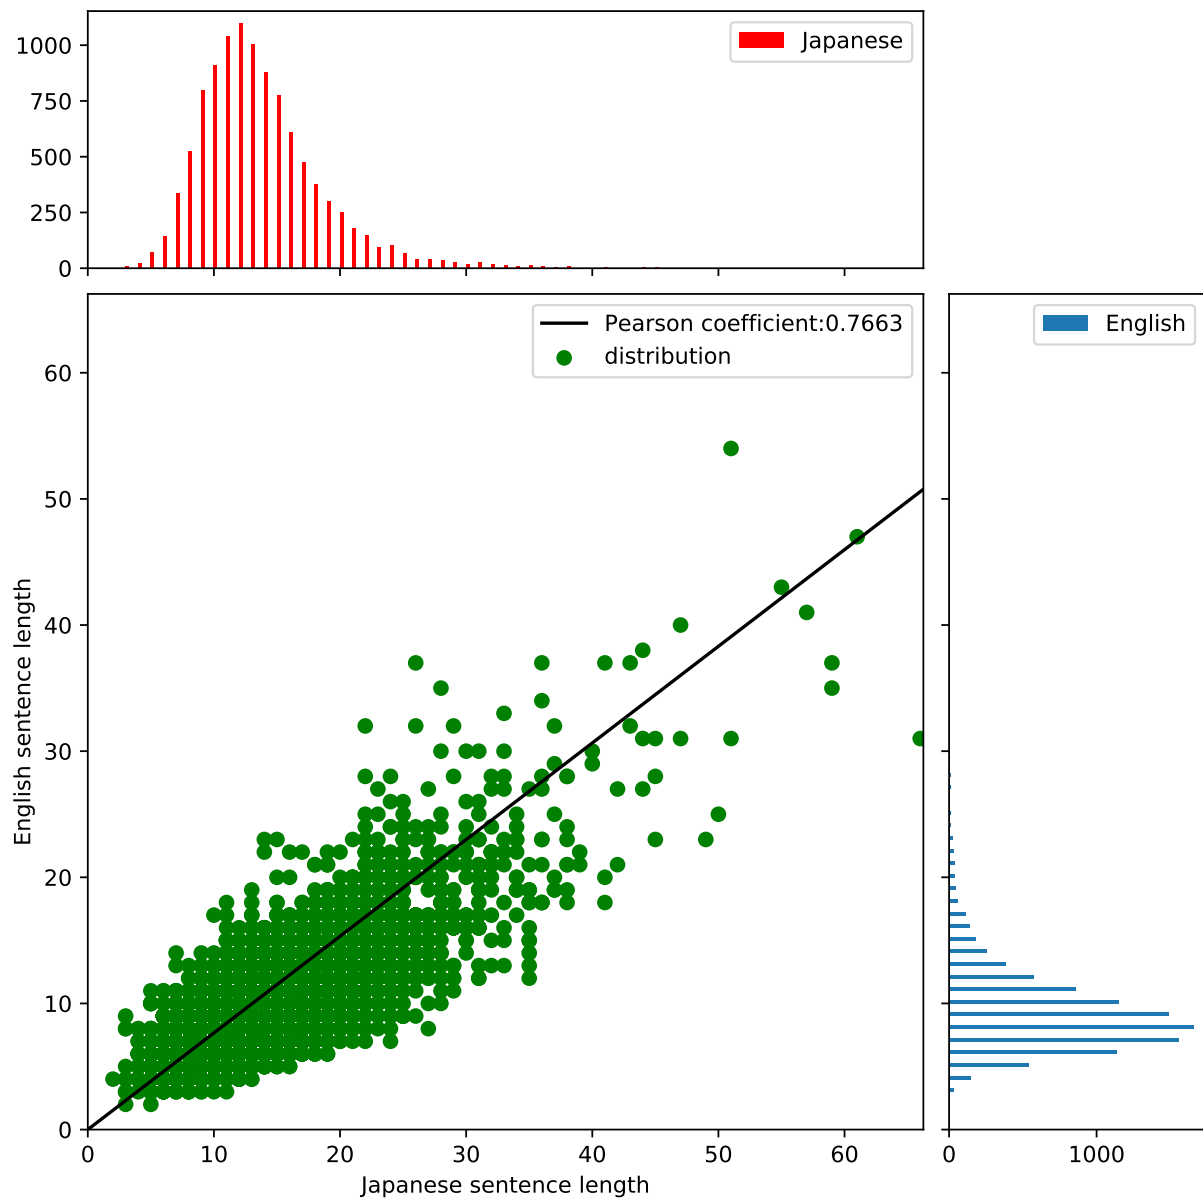 1000
750
500
250
0
Japanese
Pearson coefficient:0.7663
distribution
English
60
50
40
30
20
10
0
English sentence length
0 10 20 30 40 50 60
Japanese sentence length
0 1000